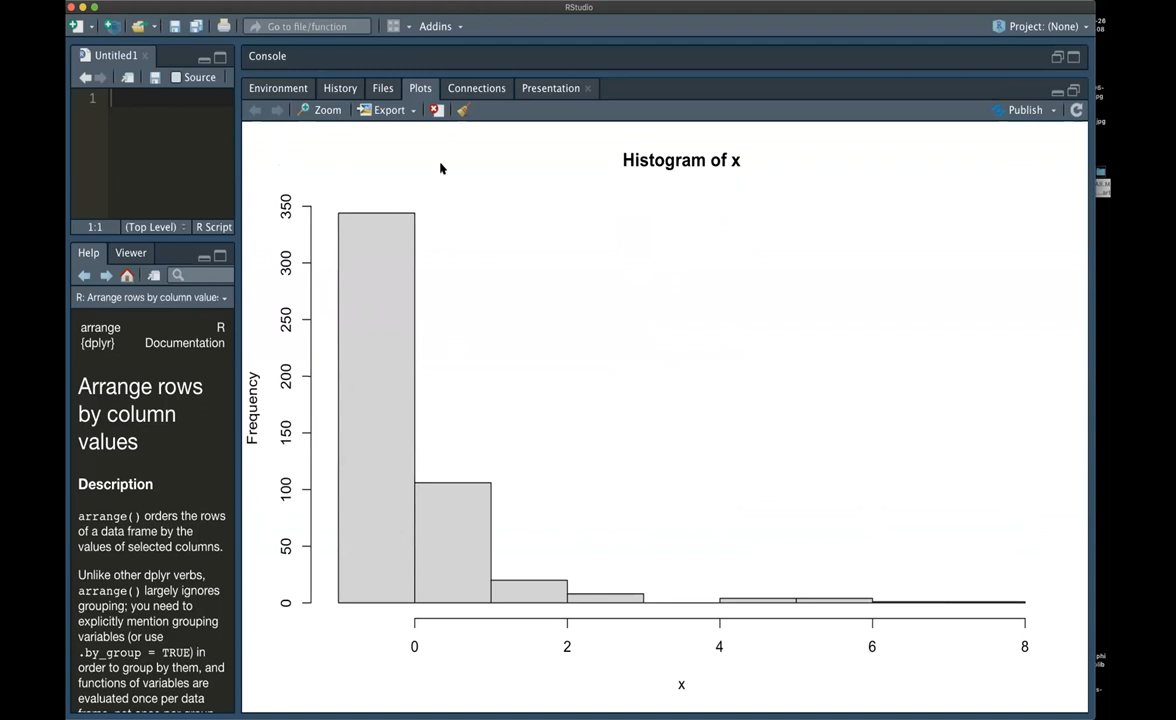 RStudio
Go to file/function
Addins
Project: (None)
Untitled1
Source
1
1:1 (Top Level) R Script
Help Viewer
R: Arrange rows by column value:
arrange R
{dplyr} Documentation
Arrange rows
by column
values
Description
arrange() orders the rows
of a data frame by the
values of selected columns.
Unlike other dplyr verbs,
arrange() largely ignores
grouping; you need to
explicitly mention grouping
variables (or use
.by_group = TRUE) in
order to group by them, and
functions of variables are
evaluated once per data
Console
Environment History Files Plots Connections Presentation
Zoom Export Publish
Histogram of x
Frequency
350
300
250
200
150
100
50
0
0 2 4 6 8
x
-26
08
jpg